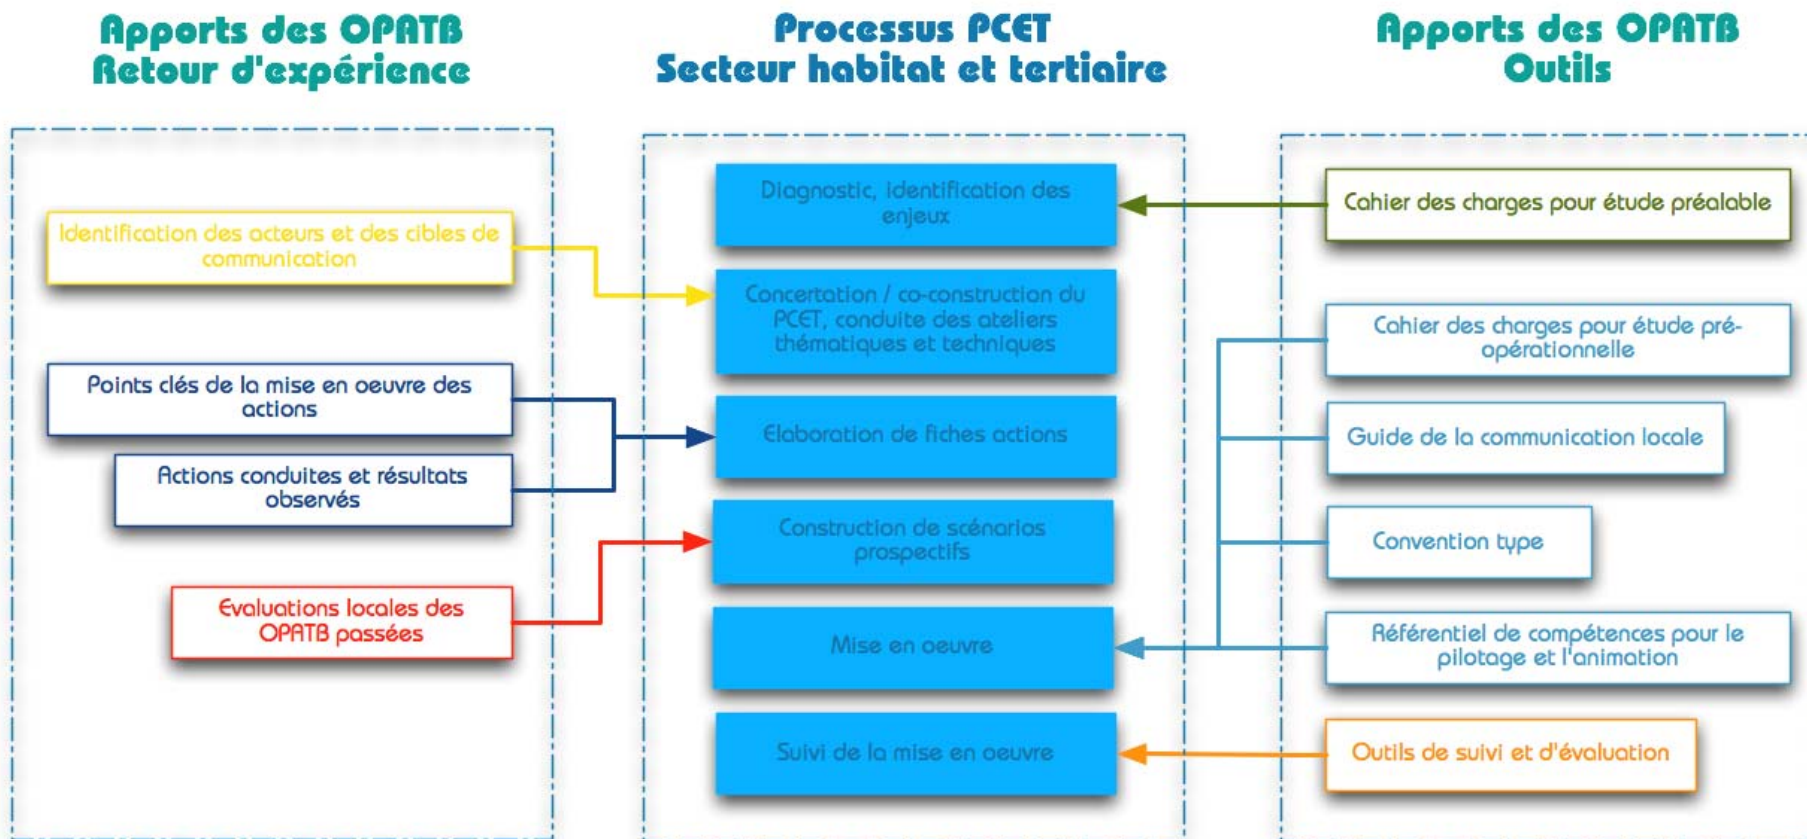 Apports des OPATB
Retour d'expérience
Processus PCET
Secteur habitat et tertiaire
Apports des OPATB
Outils
Identification des acteurs et des cibles de
communication
Points clés de la mise en oeuvre des
actions
Actions conduites et résultats
observés
Evaluations locales des
OPATB passées
Diagnostic, identification des
enjeux
Concertation / co-construction du
PCET, conduite des ateliers
thématiques et techniques
Elaboration de fiches actions
Construction de scénarios
prospectifs
Mise en oeuvre
Suivi de la mise en oeuvre
Cahier des charges pour étude préalable
Cahier des charges pour étude pré-
opérationnelle
Guide de la communication locale
Convention type
Référentiel de compétences pour le
pilotage et l'animation
Outils de suivi et d'évaluation